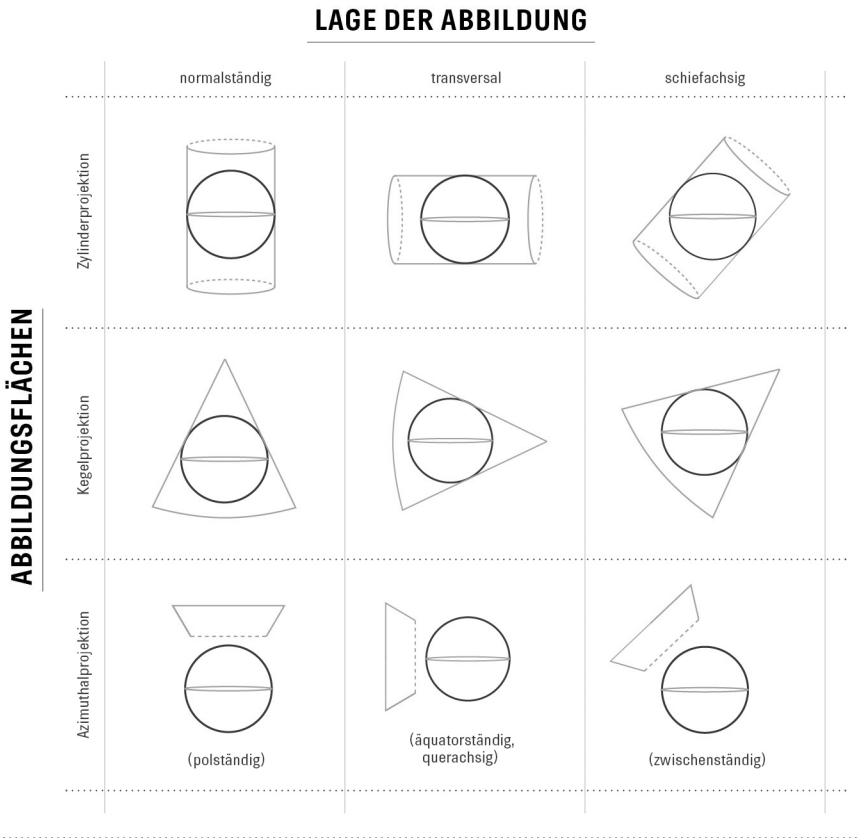 LAGE DER ABBILDUNG
normalständig
transversal
schiefachsig
ABBILDUNGSFLÄCHEN
Zylinderprojektion
Kegelprojektion
Azimuthalprojektion
(polständig)
(äquatorständig,
querachsig)
(zwischenständig)